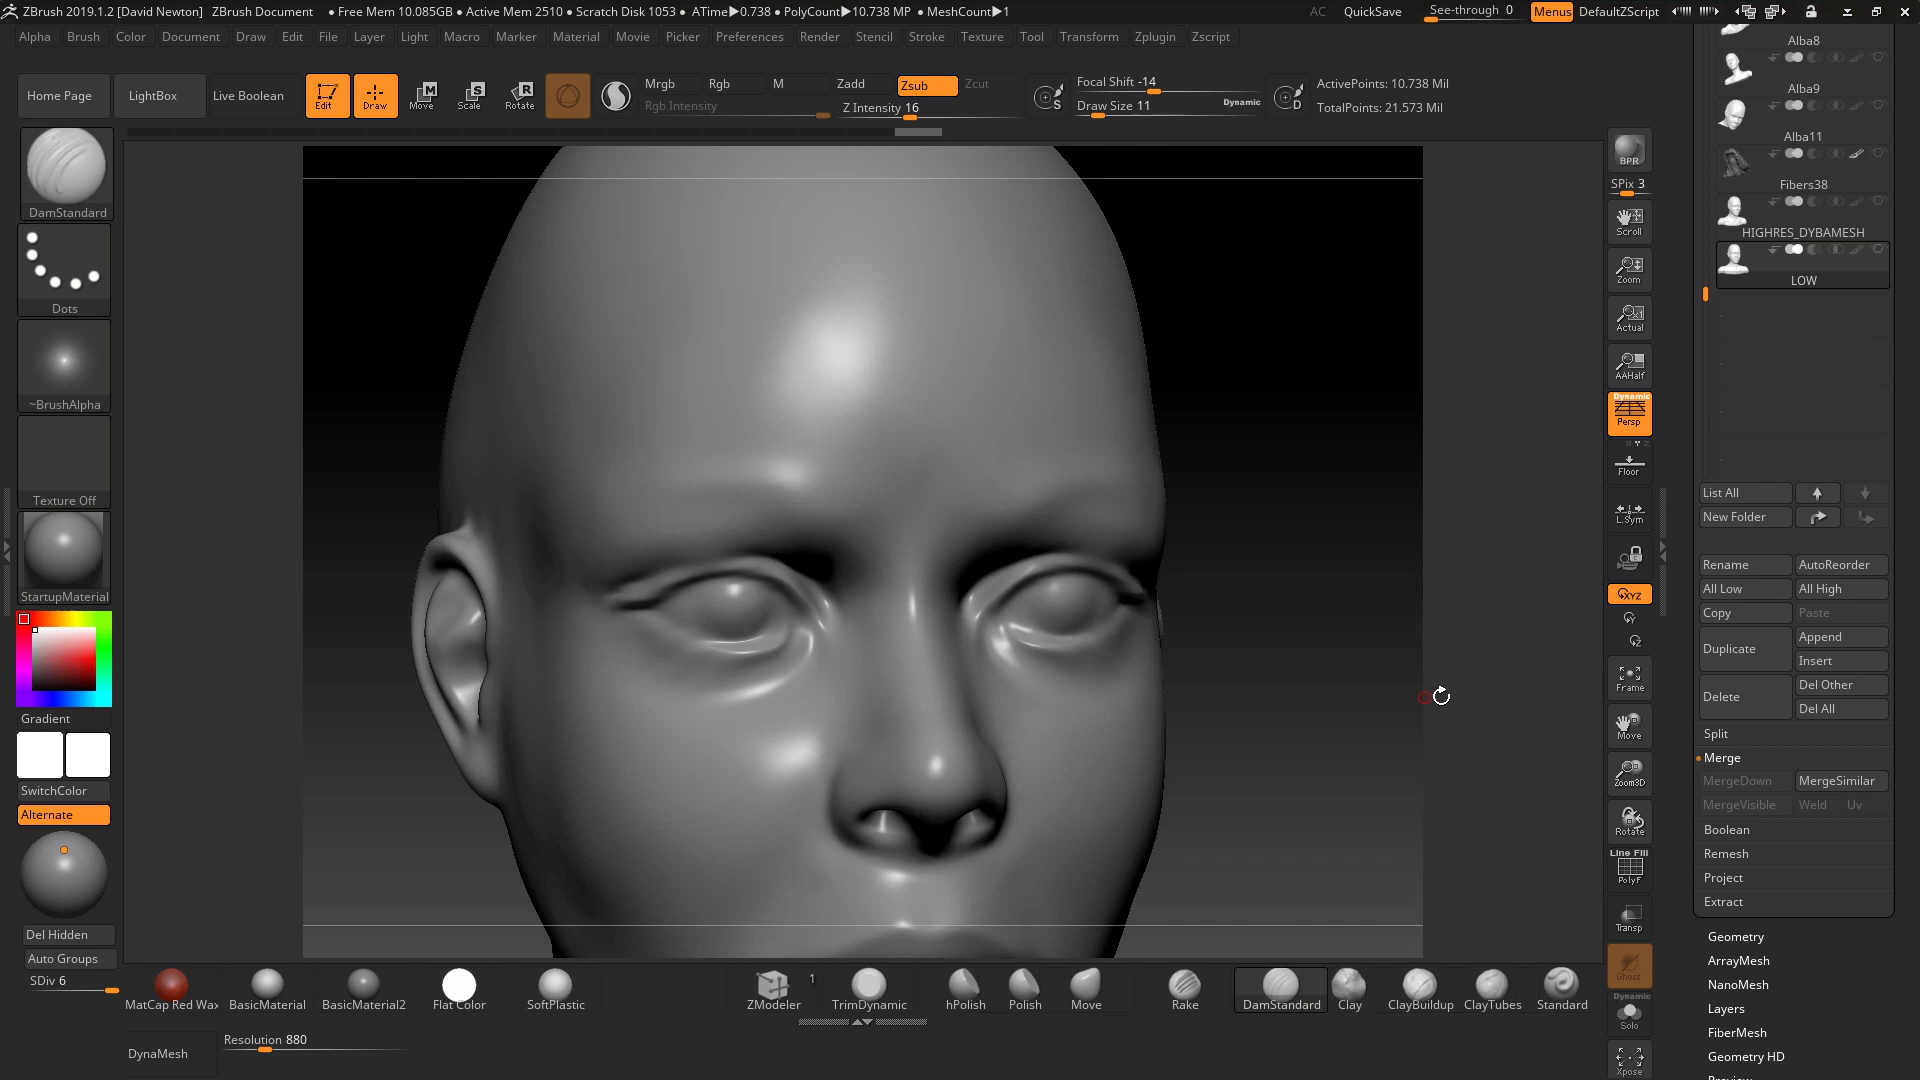 ZBrush 2019.1.2 [David Newton] ZBrush Document • Free Mem 10.085GB • Active Mem 2510 • Scratch Disk 1053 • ATime▶0.738 • PolyCount▶10.738 MP • MeshCount▶1 AC QuickSave See-through 0 Menus DefaultZScript
Alpha Brush Color Document Draw Edit File Layer Light Macro Marker Material Movie Picker Preferences Render Stencil Stroke Surface Texture Tool Transform Zplugin Zscript
Home Page LightBox Live Boolean Edit Draw Move Scale Rotate
Mrgb Rgb M Zadd Zsub Zcut
Rgb Intensity Z Intensity 16
Focal Shift -14
Draw Size 11 Dynamic
ActivePoints: 10.738 Mil
TotalPoints: 21.573 Mil
DamStandard
Dots
~BrushAlpha
Texture Off
StartupMaterial
Gradient
SwitchColor
Alternate
Del Hidden
Auto Groups
SDiv 6
BPR
SPix 3
Scroll
Zoom
Actual
AAHalf
Dynamic
Persp
Floor
L.Sym
XYZ
Frame
Move
Zoom3D
Rotate
Line Fill
PolyF
Transp
Ghost
Dynamic
Solo
Xpose
Alba8
Alba9
Alba11
Fibers38
HIGHRES_DYBAMESH
LOW
List All
New Folder
Rename AutoReorder
All Low All High
Copy Paste
Duplicate Append
Insert
Delete Del Other
Del All
Split
Merge
MergeDown MergeSimilar
MergeVisible Weld Uv
Boolean
Remesh
Project
Extract
Geometry
ArrayMesh
NanoMesh
Layers
FiberMesh
Geometry HD
MatCap Red Wax BasicMaterial BasicMaterial2 Flat Color SoftPlastic ZModeler 1 TrimDynamic hPolish Polish Move Rake DamStandard Clay ClayBuildup ClayTubes Standard
DynaMesh Resolution 880